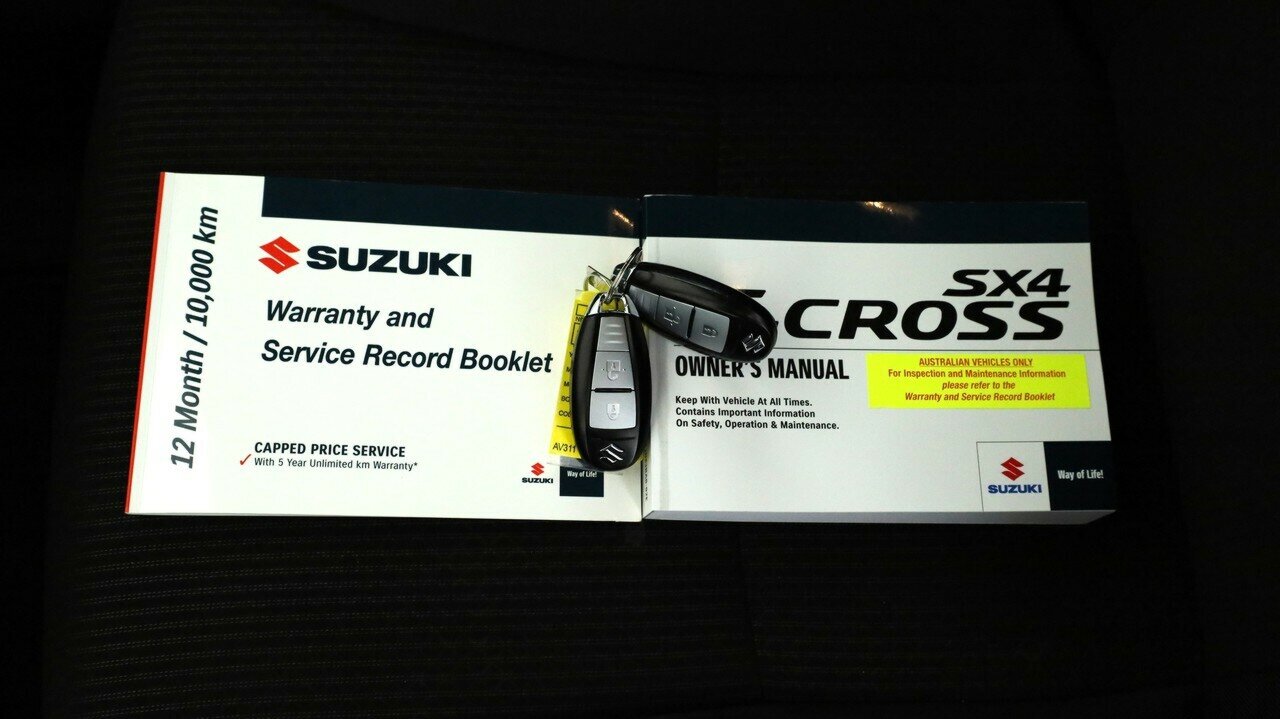 12 Month / 10,000 km
SUZUKI
Warranty and
Service Record Booklet
CAPPED PRICE SERVICE
With 5 Year Unlimited km Warranty*
SUZUKI
Way of Life!
AV311
SX4
CROSS
OWNER'S MANUAL
Keep With Vehicle At All Times.
Contains Important Information
On Safety, Operation & Maintenance.
AUSTRALIAN VEHICLES ONLY
For Inspection and Maintenance Information
please refer to the
Warranty and Service Record Booklet
SUZUKI
Way of Life!